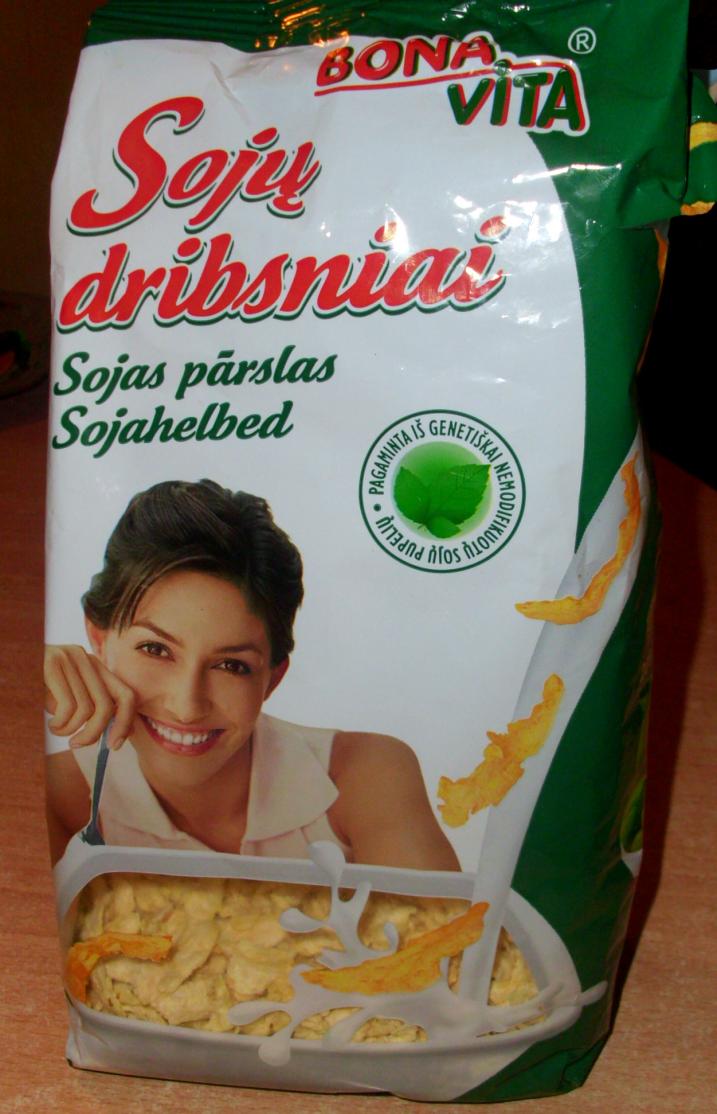 BONA
VITA®
Sojų
dribsniai
Sojas pārslas
Sojahelbed
• PAGAMINTA IŠ GENETIŠKAI NEMODIFIKUOTŲ SOJŲ PUPELIŲ